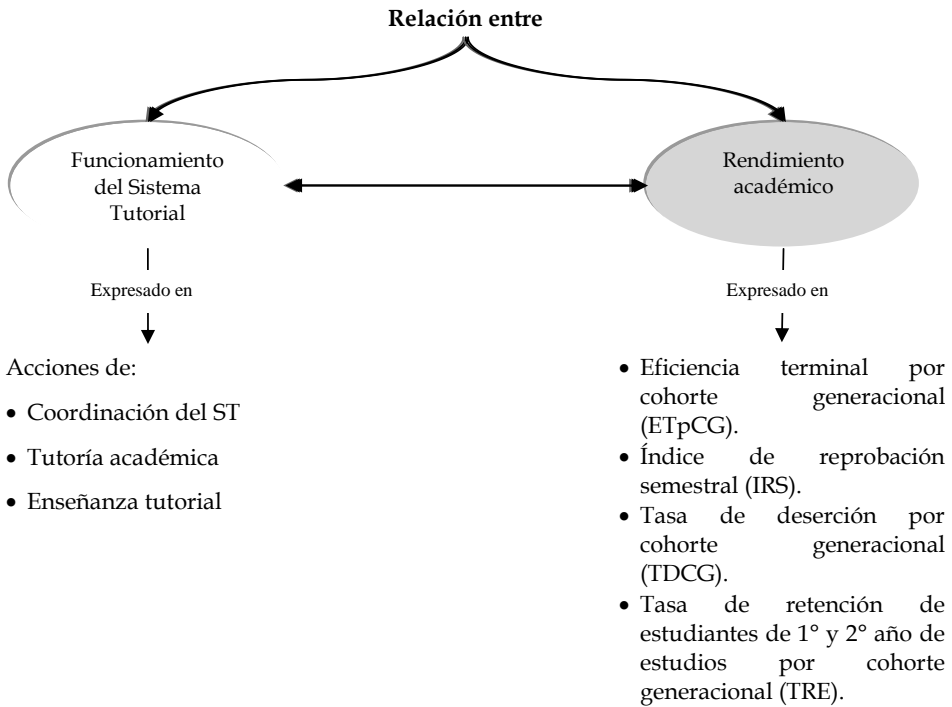 Relación entre
Funcionamiento
del Sistema
Tutorial
Rendimiento
académico
Expresado en
Expresado en
Acciones de:
• Coordinación del ST
• Tutoría académica
• Enseñanza tutorial
• Eficiencia terminal por
cohorte generacional
(ETpCG).
• Índice de reprobación
semestral (IRS).
• Tasa de deserción por
cohorte generacional
(TDCG).
• Tasa de retención de
estudiantes de 1° y 2° año de
estudios por cohorte
generacional (TRE).